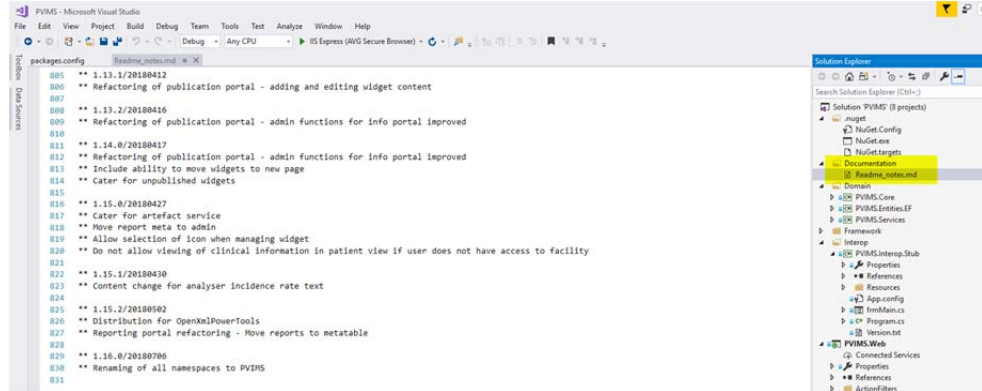 PVIMS - Microsoft Visual Studio
File Edit View Project Build Debug Team Tools Test Analyze Window Help
Debug Any CPU IIS Express (AVG Secure Browser)
packages.config Readme_notes.md
Toolbox
Data Sources
805 ** 1.13.1/20180412
806 ** Refactoring of publication portal - adding and editing widget content
807
808 ** 1.13.2/20180416
809 ** Refactoring of publication portal - admin functions for info portal improved
810
811 ** 1.14.0/20180417
812 ** Refactoring of publication portal - admin functions for info portal improved
813 ** Include ability to move widgets to new page
814 ** Cater for unpublished widgets
815
816 ** 1.15.0/20180427
817 ** Cater for artefact service
818 ** Move report meta to admin
819 ** Allow selection of icon when managing widget
820 ** Do not allow viewing of clinical information in patient view if user does not have access to facility
821
822 ** 1.15.1/20180430
823 ** Content change for analyser incidence rate text
824
825 ** 1.15.2/20180502
826 ** Distribution for OpenXmlPowerTools
827 ** Reporting portal refactoring - Move reports to metatable
828
829 ** 1.16.0/20180706
830 ** Renaming of all namespaces to PVIMS
831
Solution Explorer
Search Solution Explorer (Ctrl+;)
Solution 'PVIMS' (8 projects)
.nuget
NuGet.Config
NuGet.exe
NuGet.targets
Documentation
Readme_notes.md
Domain
PVIMS.Core
PVIMS.Entities.EF
PVIMS.Services
Framework
Interop
PVIMS.Interop.Stub
Properties
References
Resources
App.config
frmMain.cs
Program.cs
Version.txt
PVIMS.Web
Connected Services
Properties
References
ActionFilters